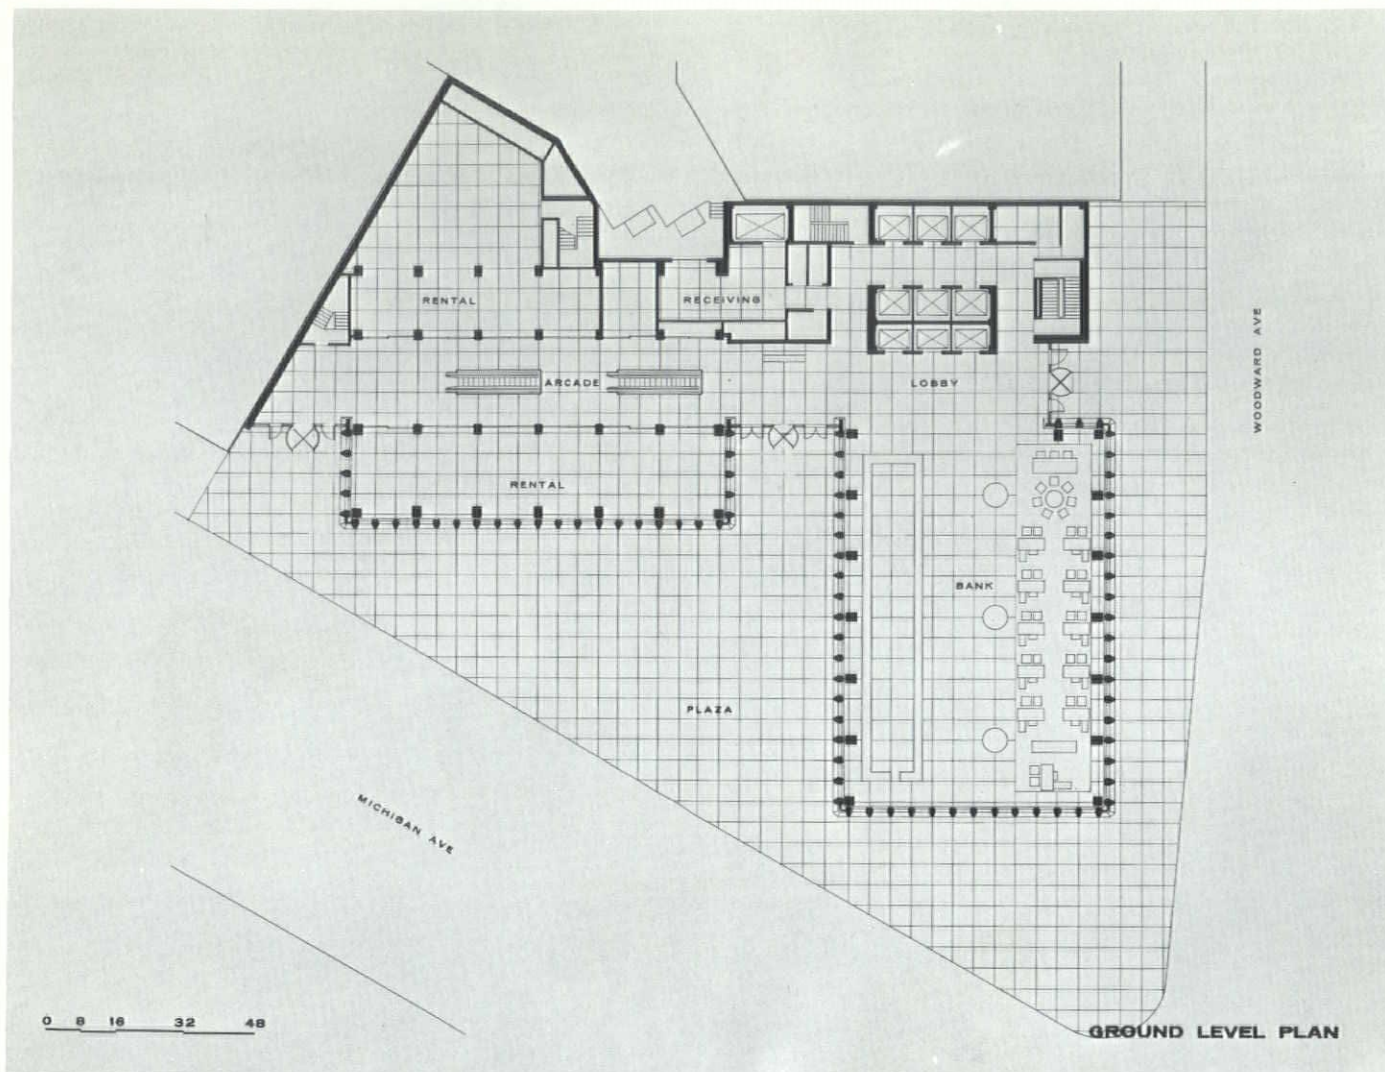 RENTAL
RECEIVING
ARCADE
LOBBY
WOODWARD AVE
RENTAL
BANK
PLAZA
MICHIGAN AVE
0 8 16 32 48
GROUND LEVEL PLAN